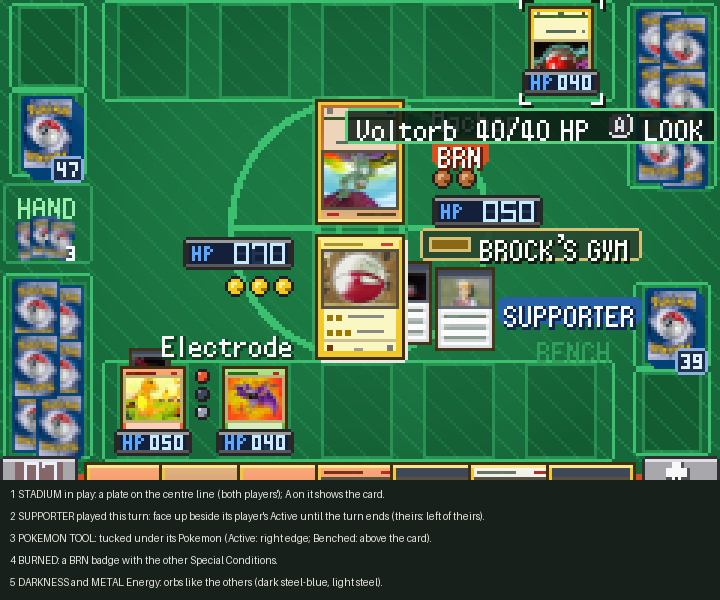 HP 040
Voltorb 40/40 HP A LOOK
47
BRN
HAND
3
HP 050
HP 070
BROCK'S GYM
SUPPORTER
Electrode
BENCH
39
HP 050
HP 040
1 STADIUM in play: a plate on the centre line (both players'); A on it shows the card.
2 SUPPORTER played this turn: face up beside its player's Active until the turn ends (theirs: left of theirs).
3 POKEMON TOOL: tucked under its Pokemon (Active: right edge; Benched: above the card).
4 BURNED: a BRN badge with the other Special Conditions.
5 DARKNESS and METAL Energy: orbs like the others (dark steel-blue, light steel).